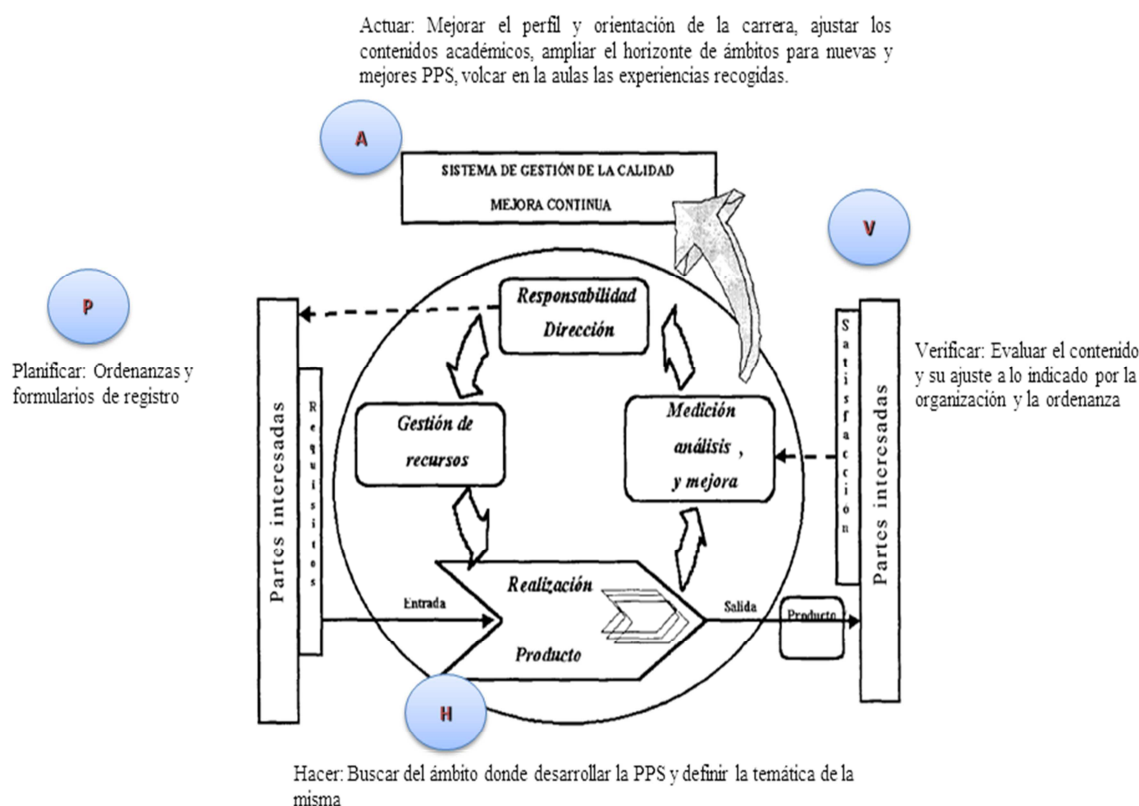 Actuar: Mejorar el perfil y orientación de la carrera, ajustar los
contenidos académicos, ampliar el horizonte de ámbitos para nuevas y
mejores PPS, volcar en la aulas las experiencias recogidas.
A
SISTEMA DE GESTIÓN DE LA CALIDAD
MEJORA CONTINUA
V
P
Planificar: Ordenanzas y
formularios de registro
Partes interesadas
Requisitos
Responsabilidad
Dirección
Gestión de
recursos
Medición
análisis ,
y mejora
Satisfacción
Partes interesadas
Verificar: Evaluar el contenido
y su ajuste a lo indicado por la
organización y la ordenanza
Entrada
Realización
Producto
Salida
Producto
H
Hacer: Buscar del ámbito donde desarrollar la PPS y definir la temática de la
misma